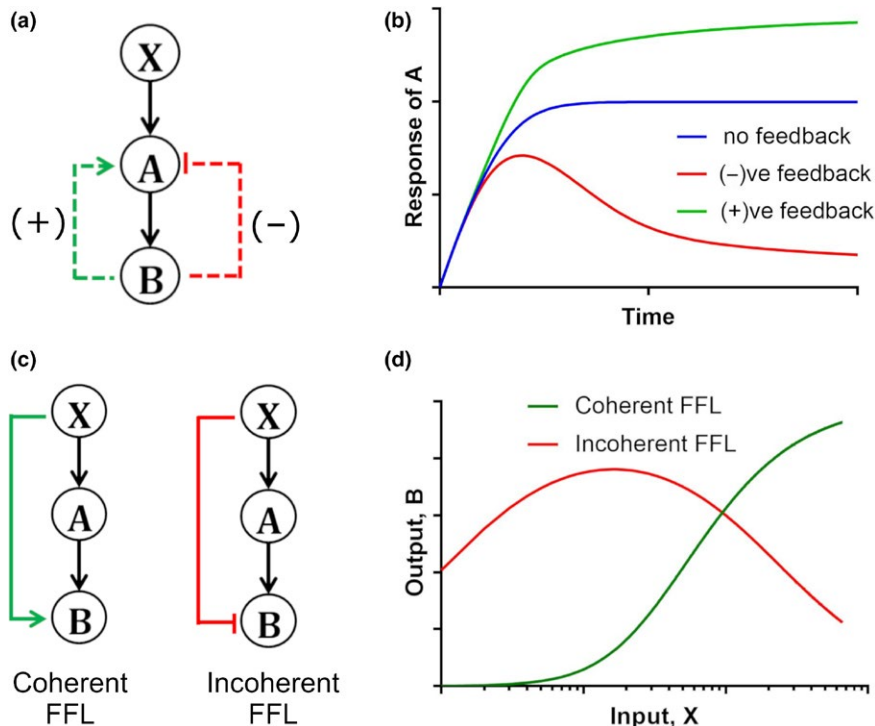 (a)
X
A
(+)
(−)
B
(b)
Response of A
no feedback
(−)ve feedback
(+)ve feedback
Time
(c)
X
A
B
Coherent
FFL
X
A
B
Incoherent
FFL
(d)
Coherent FFL
Incoherent FFL
Output, B
Input, X